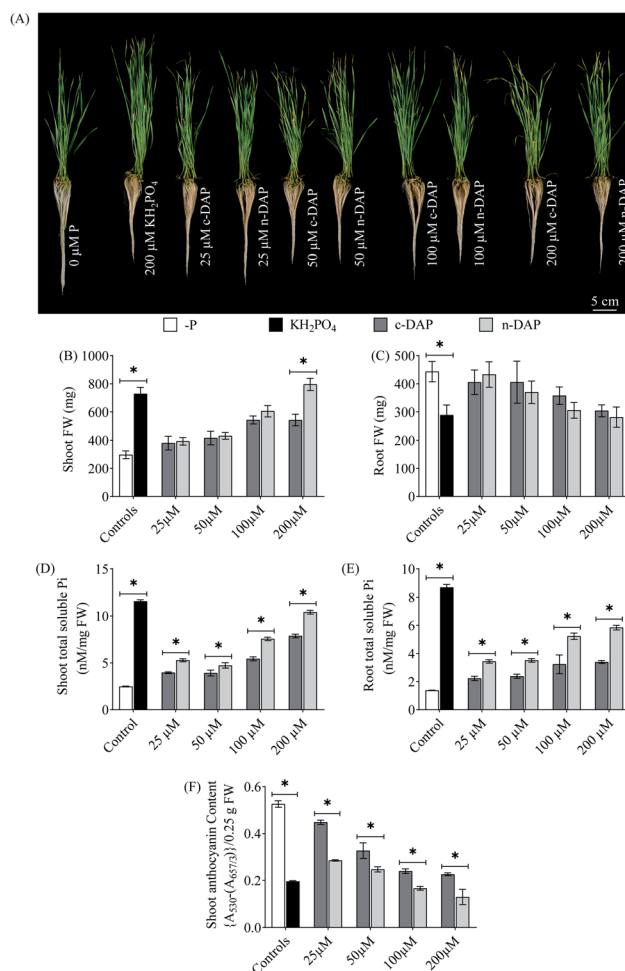 (A)
0 µM P
200 µM KH₂PO₄
25 µM c-DAP
25 µM n-DAP
50 µM c-DAP
50 µM n-DAP
100 µM c-DAP
100 µM n-DAP
200 µM c-DAP
200 µM n-DAP
5 cm
-P KH₂PO₄ c-DAP n-DAP
(B)
Shoot FW (mg)
1000
800
600
400
200
0
* *
Controls 25µM 50µM 100µM 200µM
(C)
Root FW (mg)
500
400
300
200
100
0
*
Controls 25µM 50µM 100µM 200µM
(D)
Shoot total soluble Pi
(nM/mg FW)
15
10
5
0
* * * * *
Control 25 µM 50 µM 100 µM 200 µM
(E)
Root total soluble Pi
(nM/mg FW)
10
8
6
4
2
0
* * * * *
Control 25 µM 50 µM 100 µM 200 µM
(F)
Shoot anthocyanin Content
{A₅₃₀-(A₆₅₇/₃)}/0.25 g FW
0.6
0.4
0.2
0.0
* * * * *
Controls 25µM 50µM 100µM 200µM